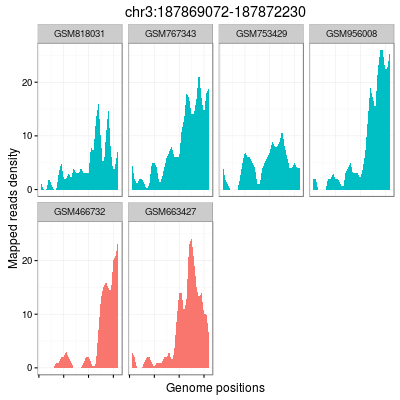 chr3:187869072-187872230
GSM818031 GSM767343 GSM753429 GSM956008
20
10
0
GSM466732 GSM663427
20
10
0
Mapped reads density
Genome positions